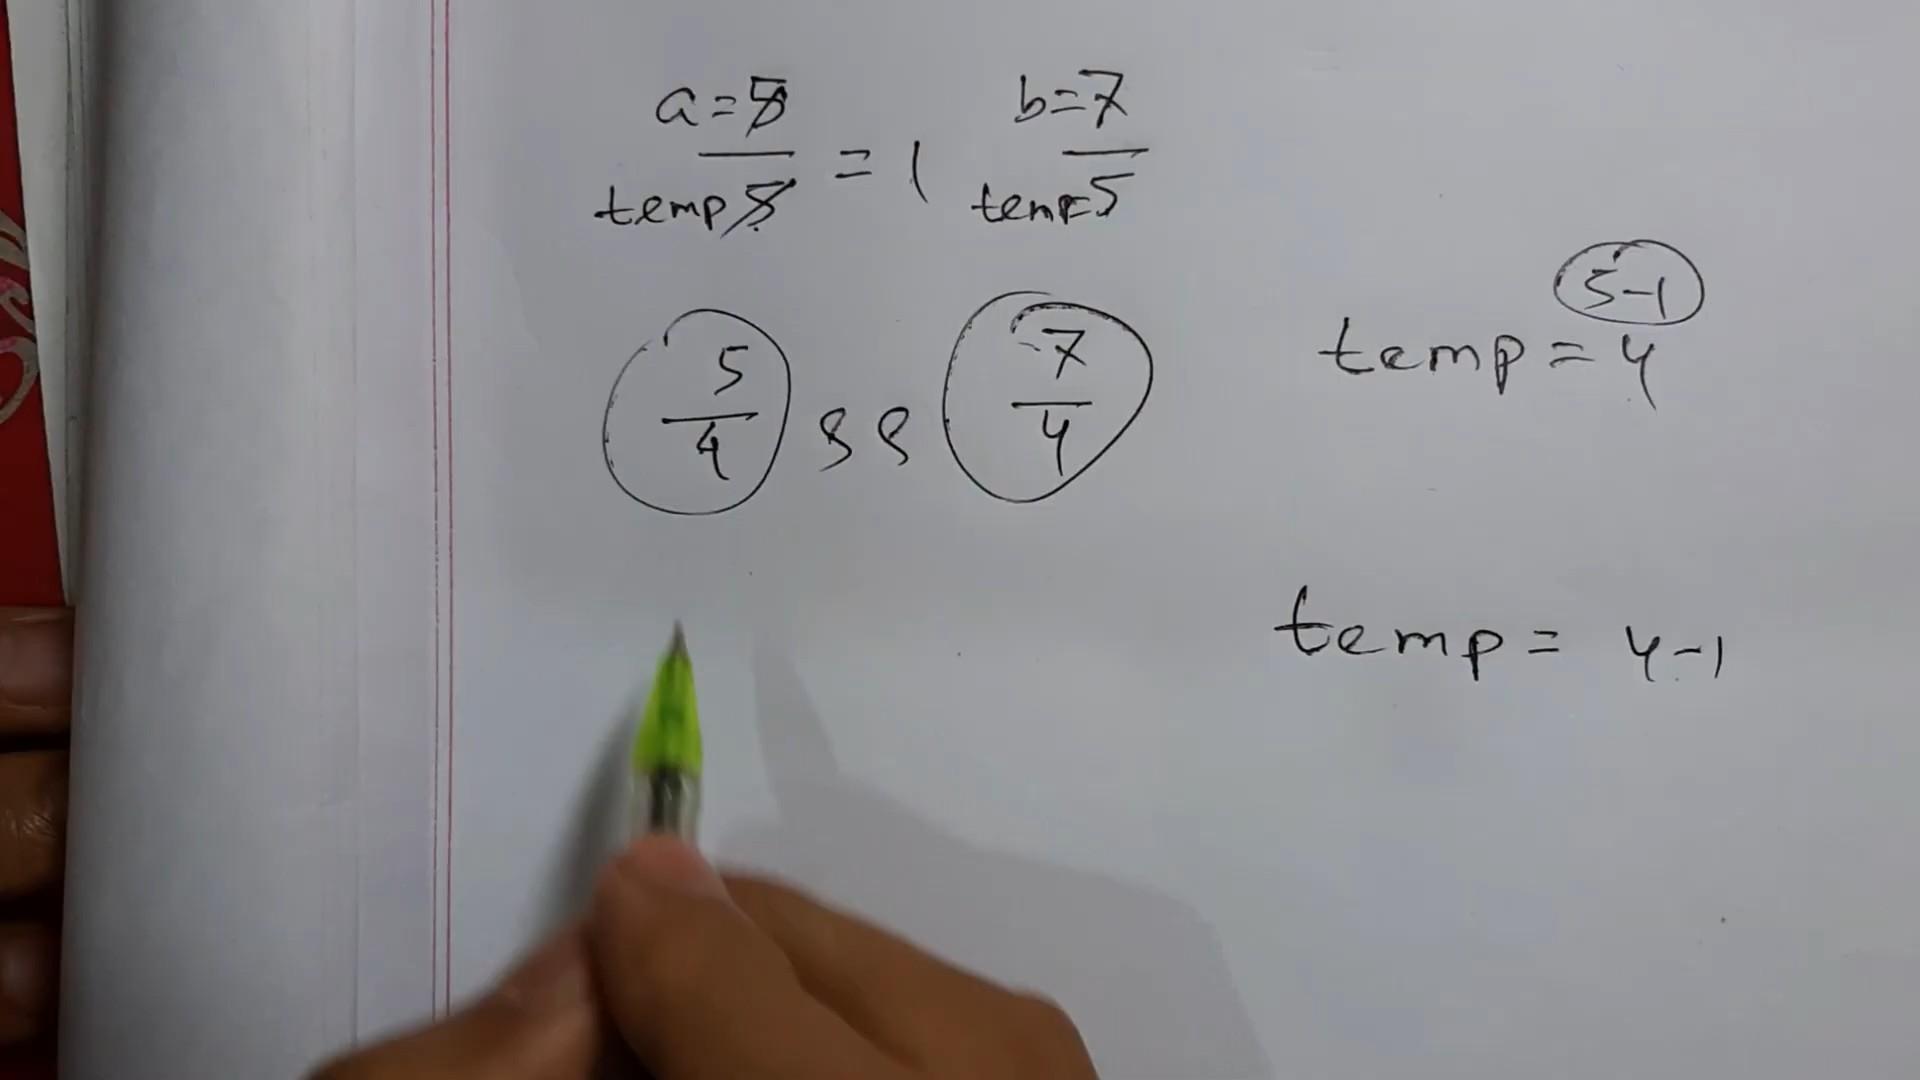 a=5 b=7
= 1
temp 5 temp=5
5-1
5 7 temp = 4
4 && 4
temp = 4-1